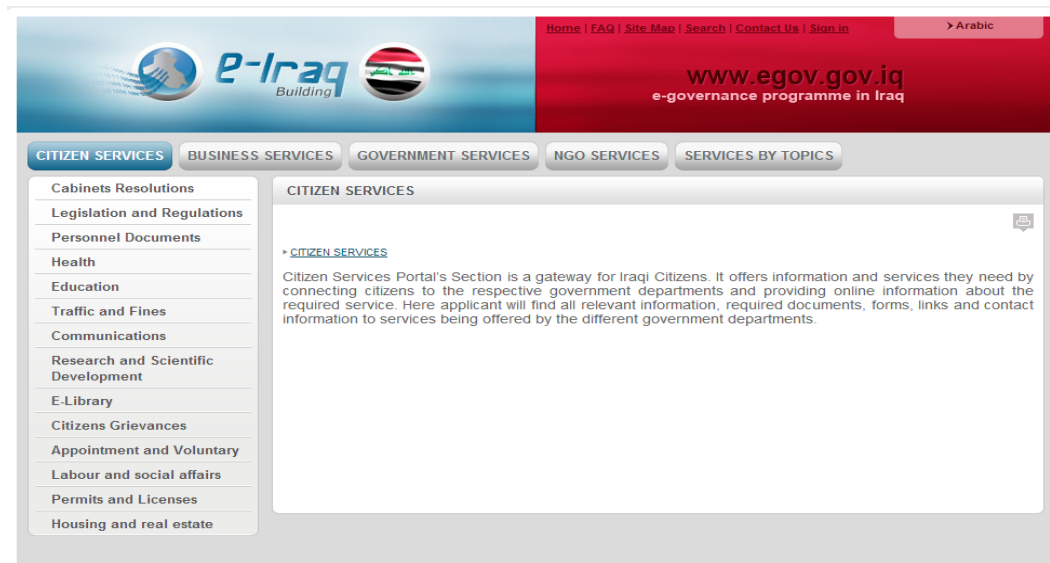 Home | FAQ | Site Map | Search | Contact Us | Sign in
Arabic
e-Iraq
Building
www.egov.gov.iq
e-governance programme in Iraq
CITIZEN SERVICES
BUSINESS SERVICES
GOVERNMENT SERVICES
NGO SERVICES
SERVICES BY TOPICS
Cabinets Resolutions
Legislation and Regulations
Personnel Documents
Health
Education
Traffic and Fines
Communications
Research and Scientific
Development
E-Library
Citizens Grievances
Appointment and Voluntary
Labour and social affairs
Permits and Licenses
Housing and real estate
CITIZEN SERVICES
CITIZEN SERVICES
Citizen Services Portal's Section is a gateway for Iraqi Citizens. It offers information and services they need by
connecting citizens to the respective government departments and providing online information about the
required service. Here applicant will find all relevant information, required documents, forms, links and contact
information to services being offered by the different government departments.